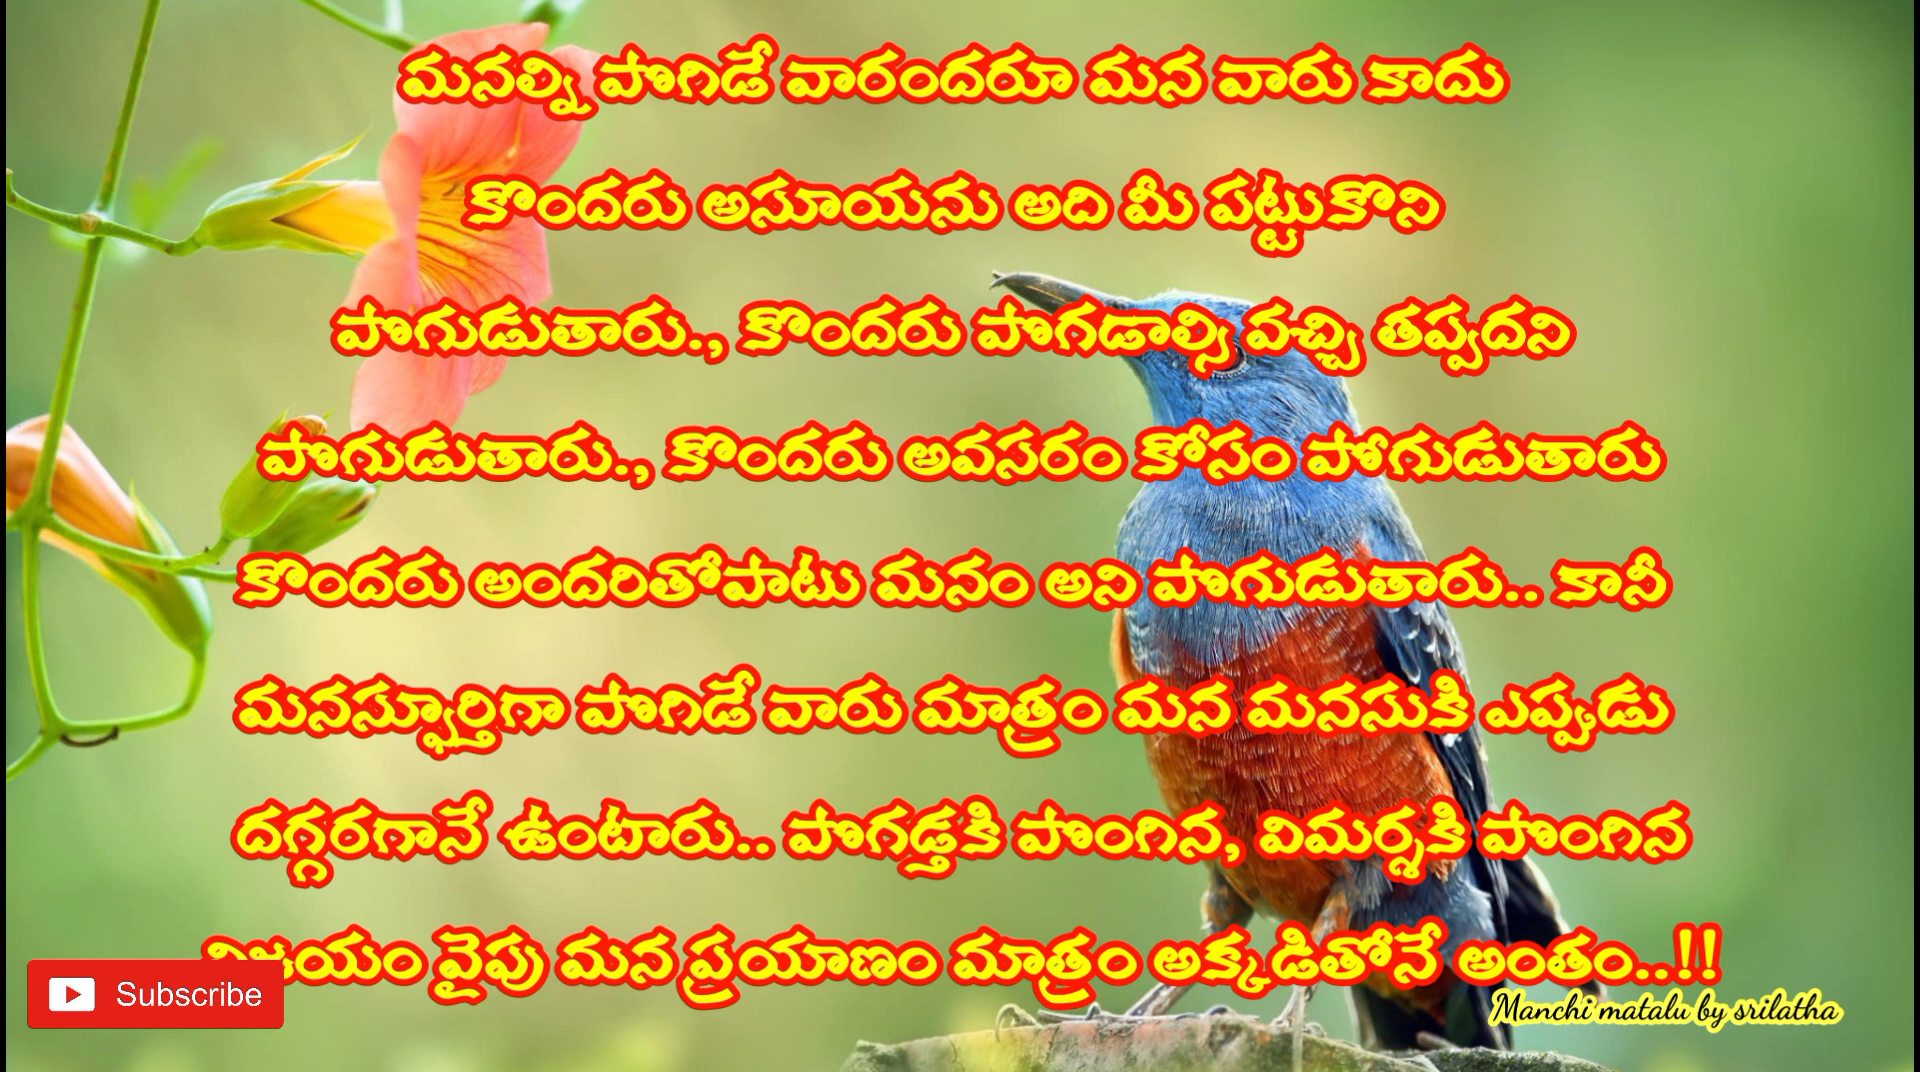 మనల్ని పొగిడే వారందరూ మన వారు కాదు
కొందరు అసూయను అది మీ పట్టుకొని
పొగుడుతారు., కొందరు పొగడాల్సి వచ్చి తప్పదని
పొగుడుతారు., కొందరు అవసరం కోసం పోగుడుతారు
కొందరు అందరితోపాటు మనం అని పొగుడుతారు.. కానీ
మనస్ఫూర్తిగా పొగిడే వారు మాత్రం మన మనసుకి ఎప్పుడు
దగ్గరగానే ఉంటారు.. పొగడ్తకి పొంగిన, విమర్శకి పొంగిన
విజయం వైపు మన ప్రయాణం మాత్రం అక్కడితోనే అంతం..!!
Subscribe
Manchi matalu by srilatha